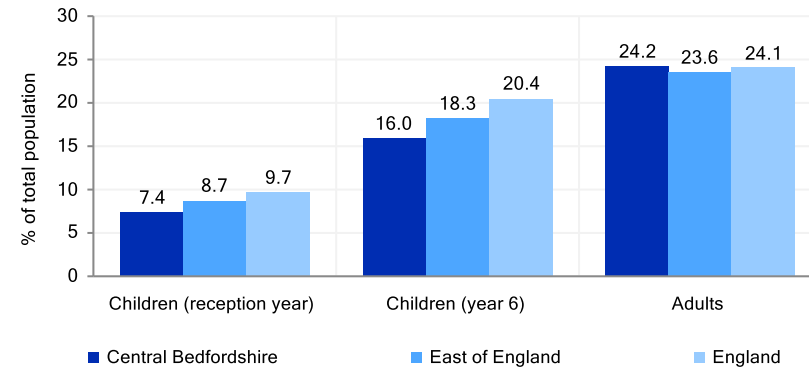 % of total population
30
25
20
15
10
5
0
7.4
8.7
9.7
16.0
18.3
20.4
24.2
23.6
24.1
Children (reception year)
Children (year 6)
Adults
Central Bedfordshire
East of England
England